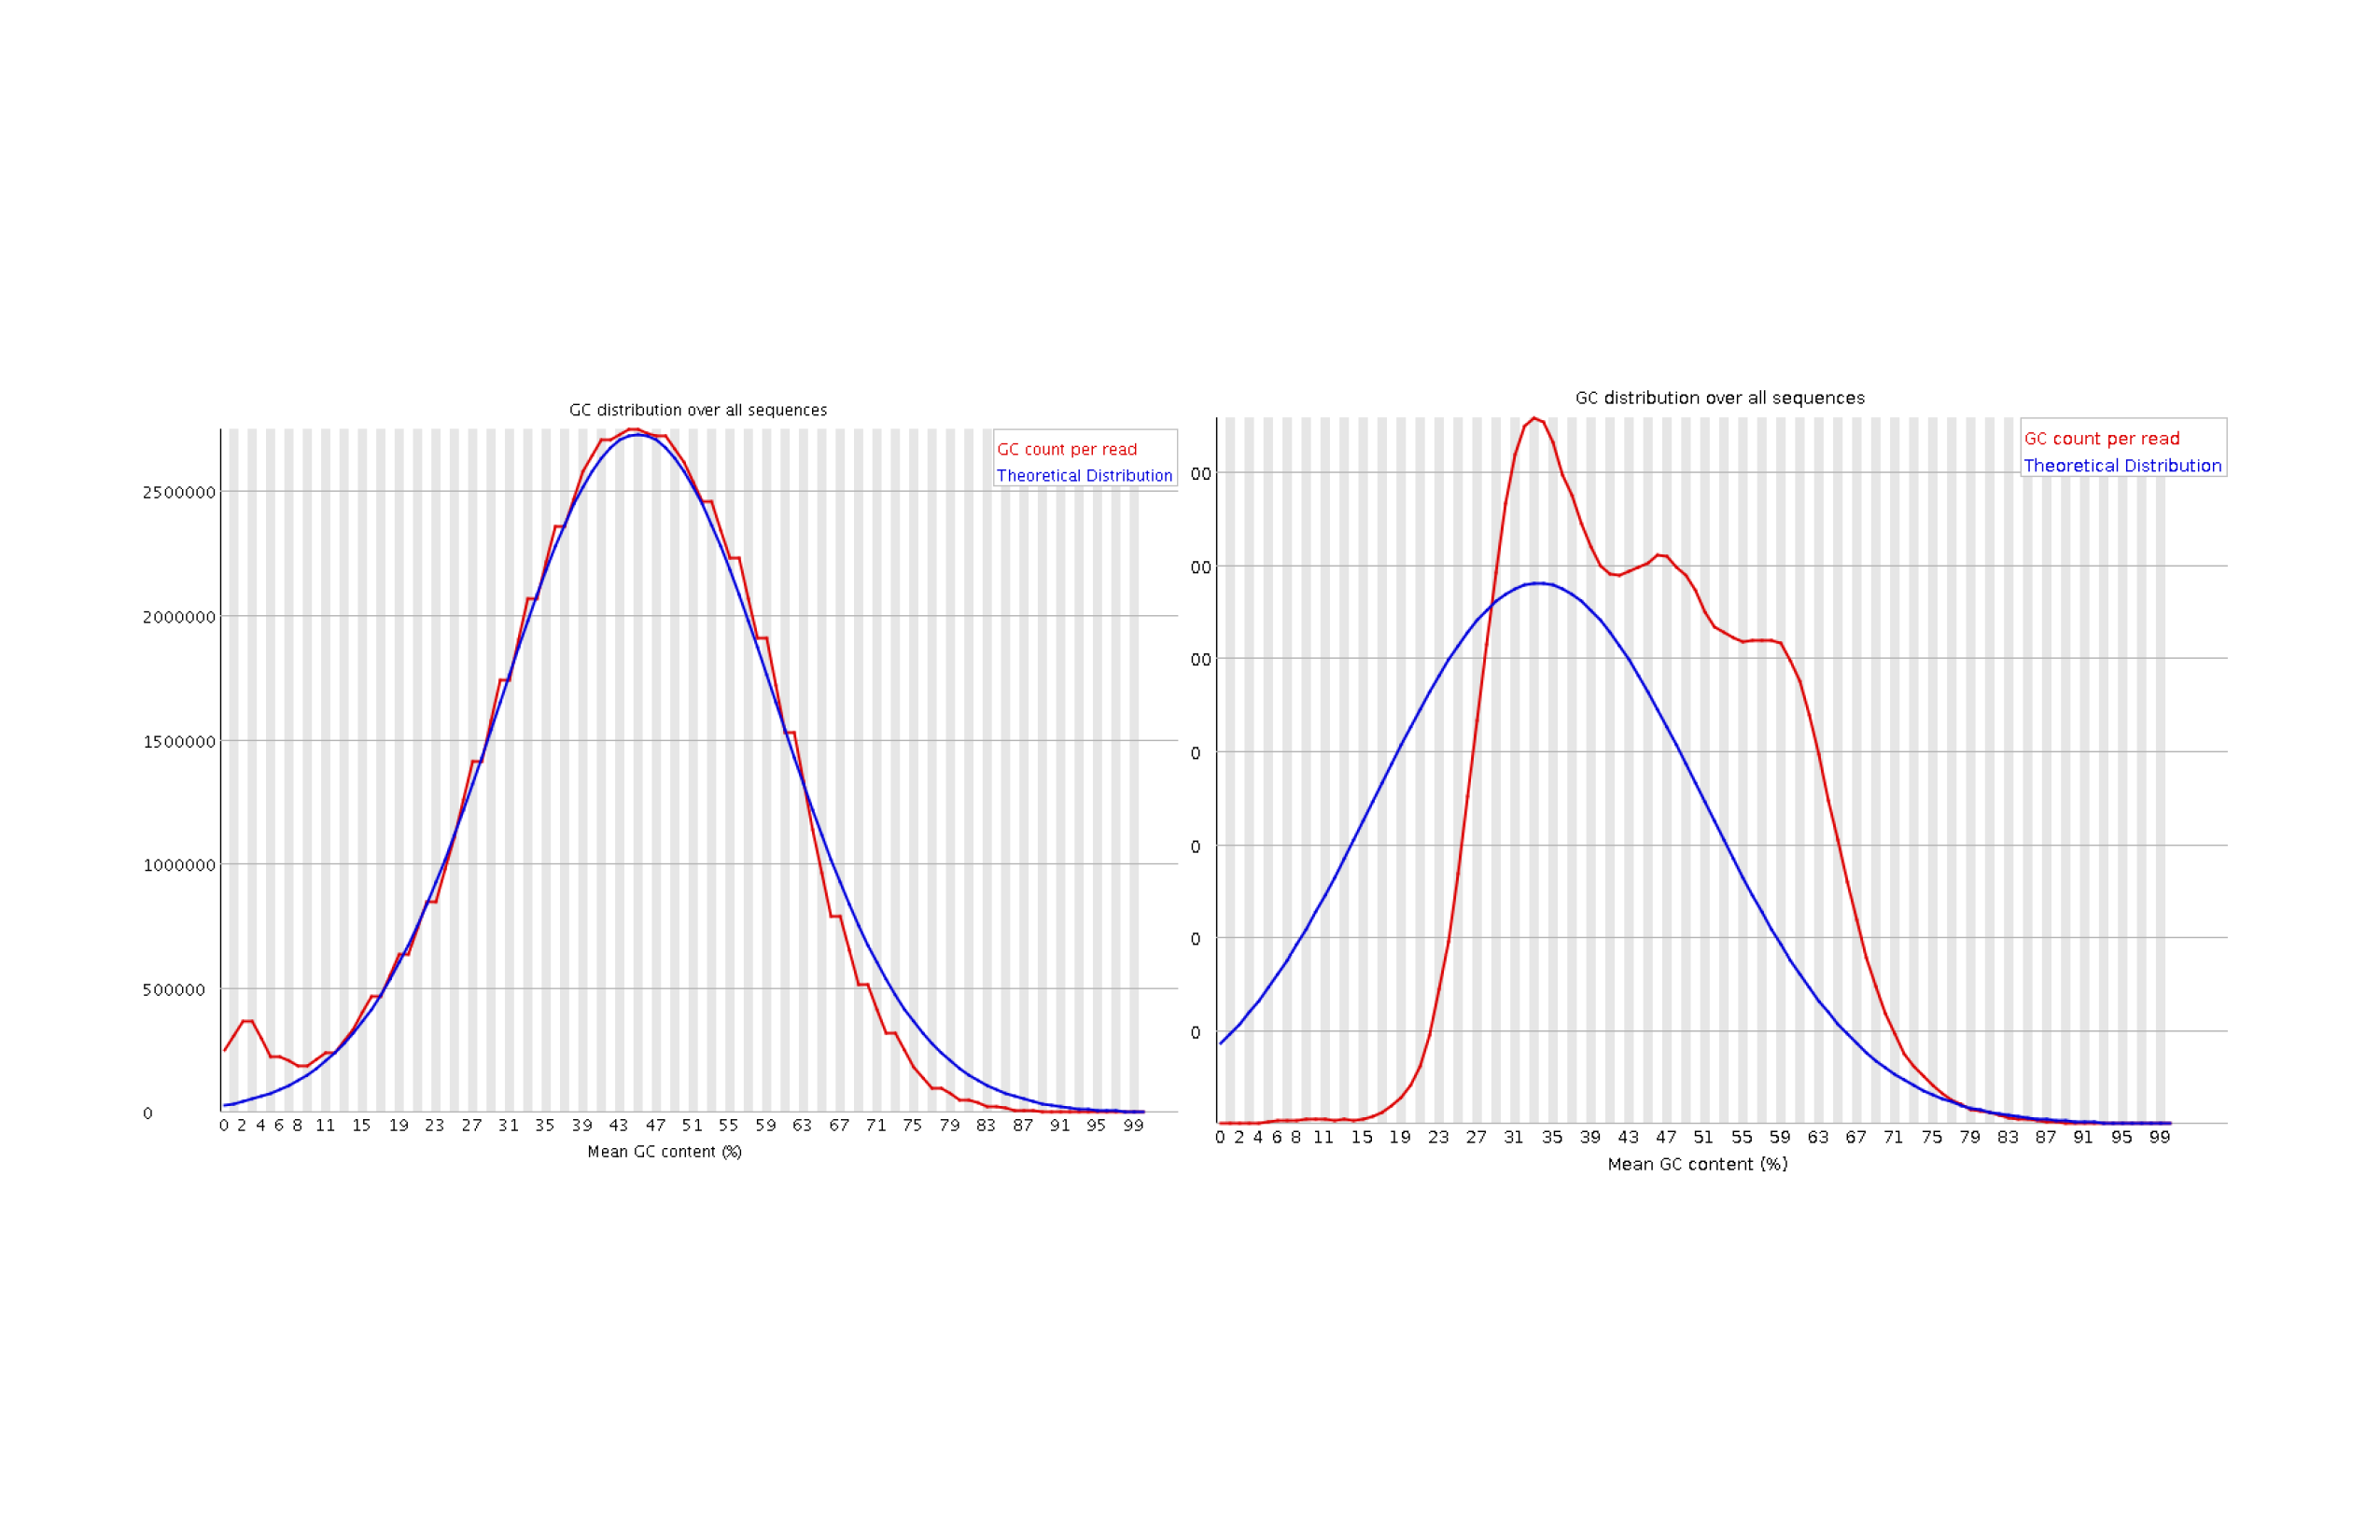 GC distribution over all sequences
GC count per read
Theoretical Distribution
2500000
2000000
1500000
1000000
500000
0
0 2 4 6 8 11 15 19 23 27 31 35 39 43 47 51 55 59 63 67 71 75 79 83 87 91 95 99
Mean GC content (%)
GC distribution over all sequences
GC count per read
Theoretical Distribution
00
00
00
0
0
0
0
0 2 4 6 8 11 15 19 23 27 31 35 39 43 47 51 55 59 63 67 71 75 79 83 87 91 95 99
Mean GC content (%)